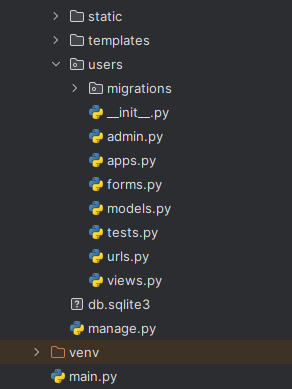 static
templates
users
migrations
__init__.py
admin.py
apps.py
forms.py
models.py
tests.py
urls.py
views.py
db.sqlite3
manage.py
venv
main.py